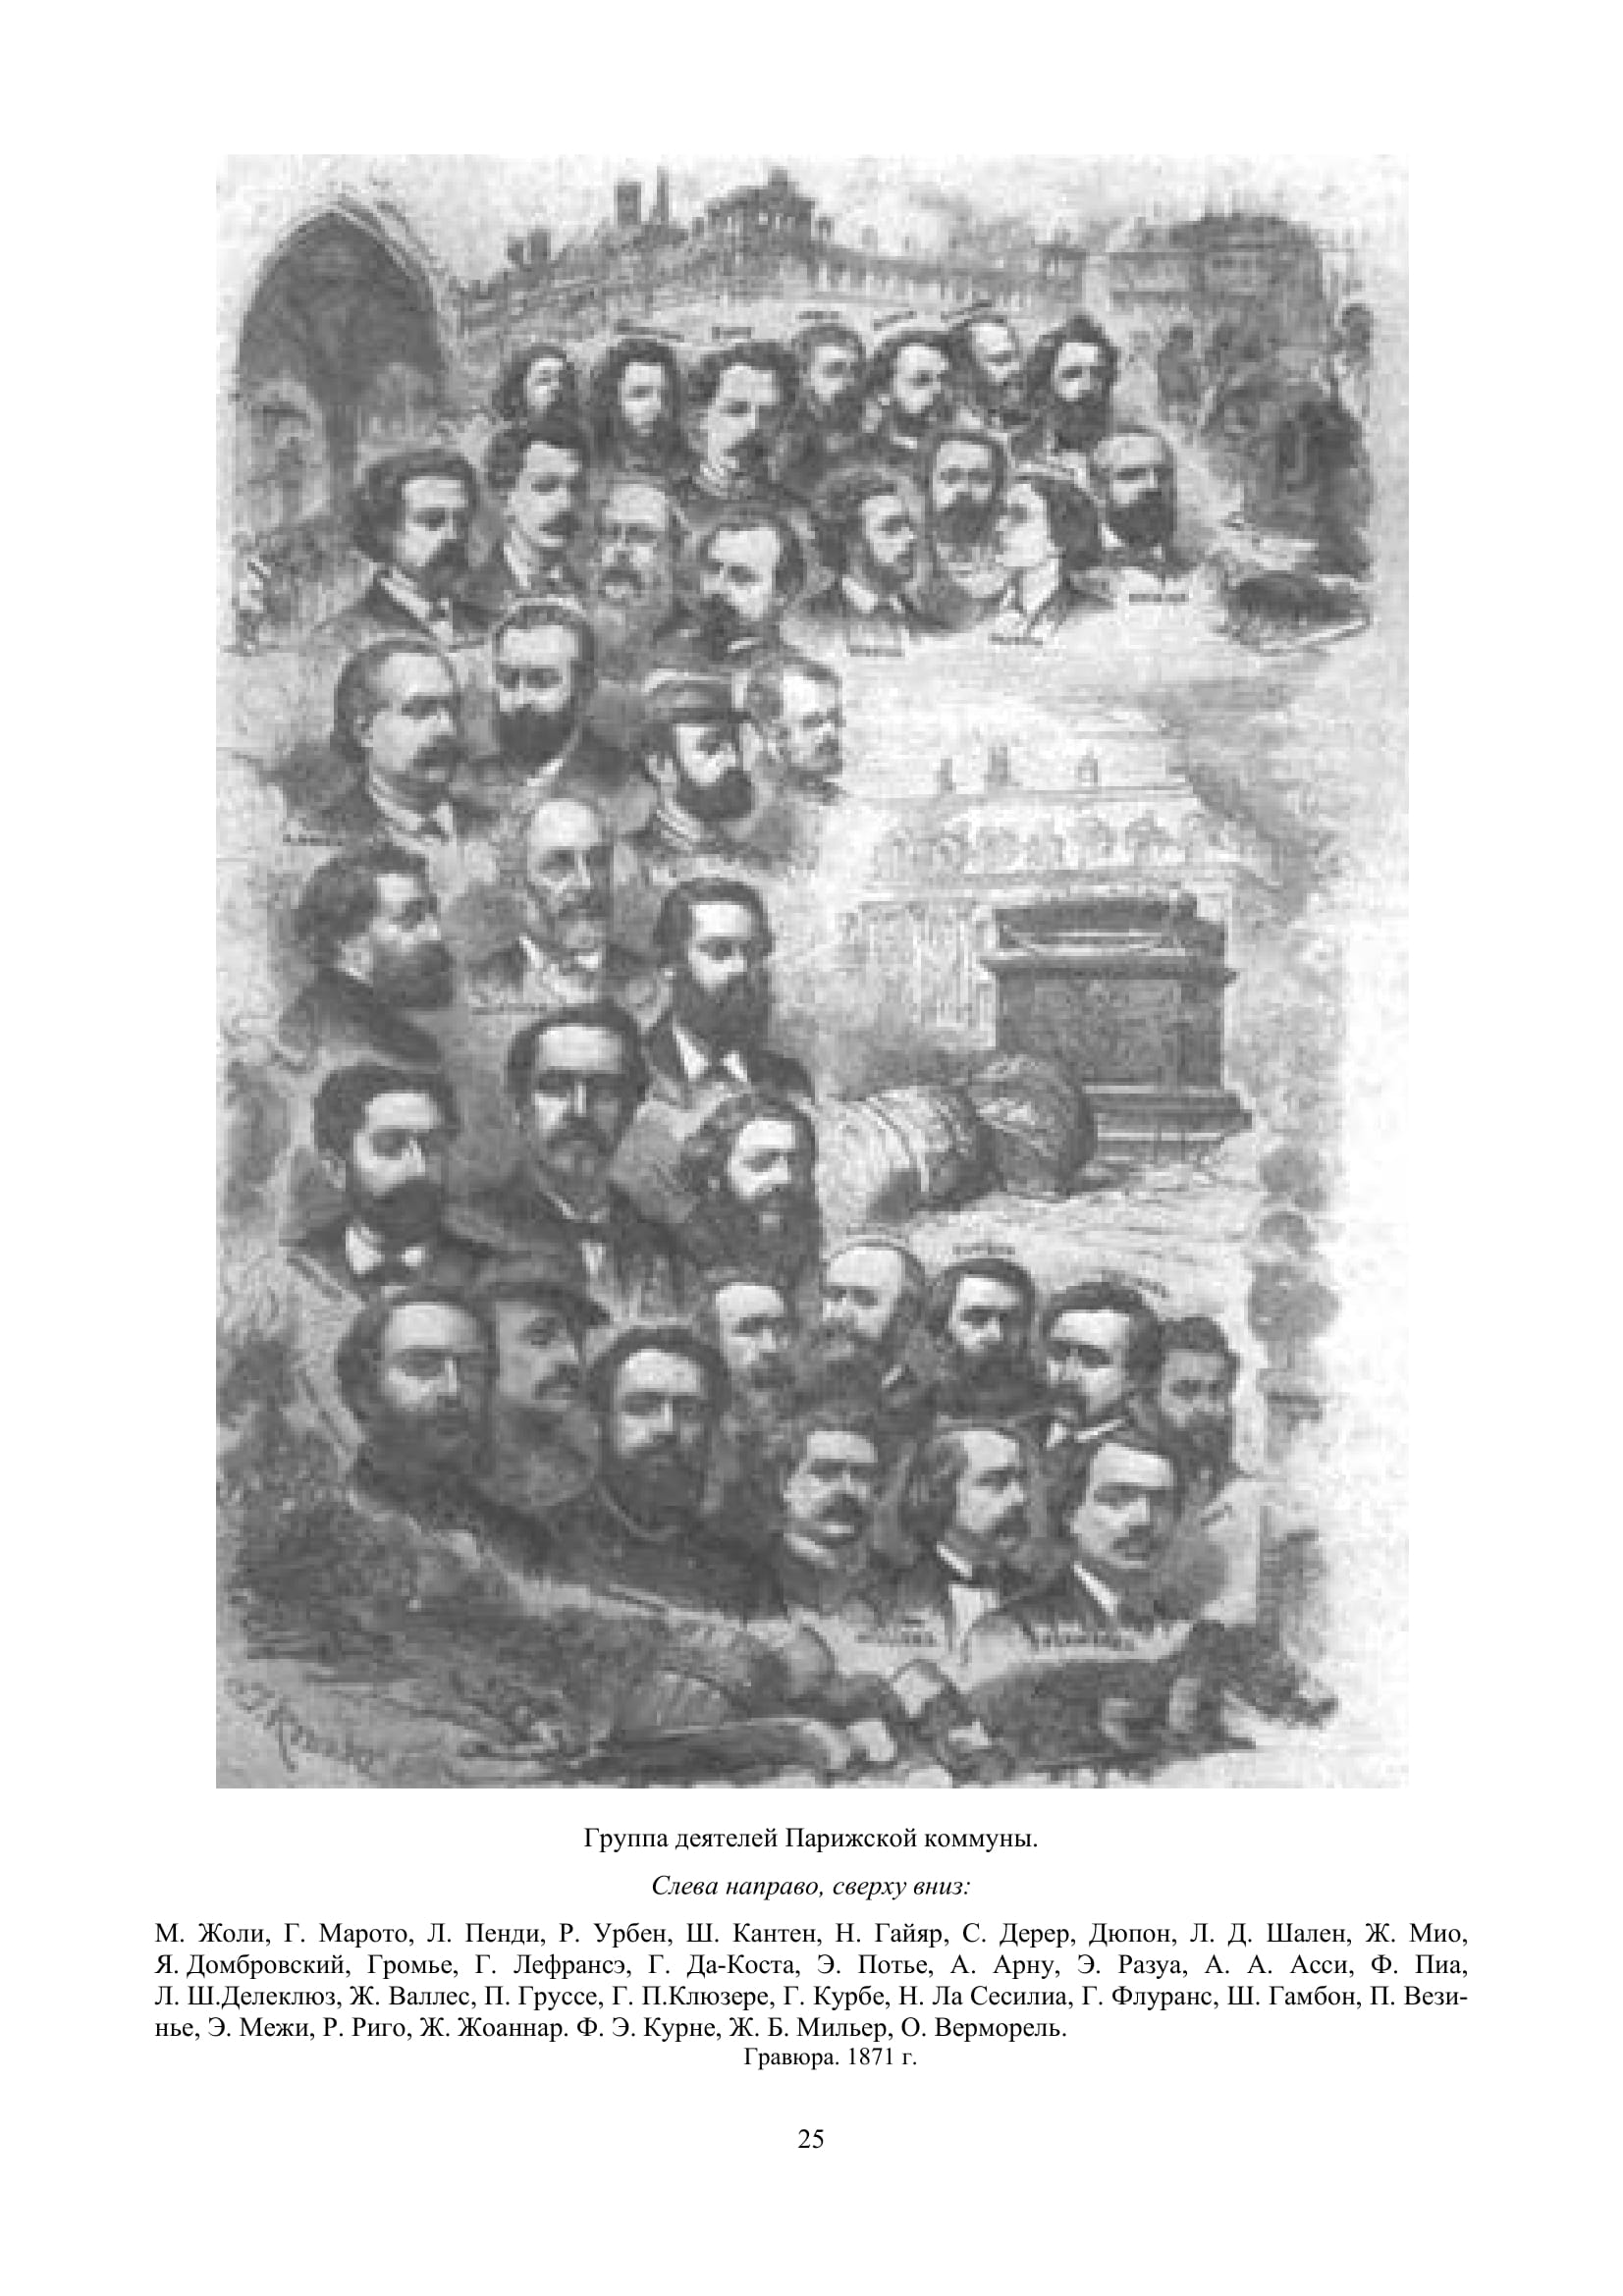 Группа деятелей Парижской коммуны.
Слева направо, сверху вниз:
М. Жоли, Г. Марото, Л. Пенди, Р. Урбен, Ш. Кантен, Н. Гайяр, С. Дерер, Дюпон, Л. Д. Шален, Ж. Мио,
Я. Домбровский, Громье, Г. Лефрансэ, Г. Да-Коста, Э. Потье, А. Арну, Э. Разуа, А. А. Асси, Ф. Пиа,
Л. Ш.Делеклюз, Ж. Валлес, П. Груссе, Г. П.Клюзере, Г. Курбе, Н. Ла Сесилиа, Г. Флуранс, Ш. Гамбон, П. Вези-
нье, Э. Межи, Р. Риго, Ж. Жоаннар. Ф. Э. Курне, Ж. Б. Мильер, О. Верморель.
Гравюра. 1871 г.
25